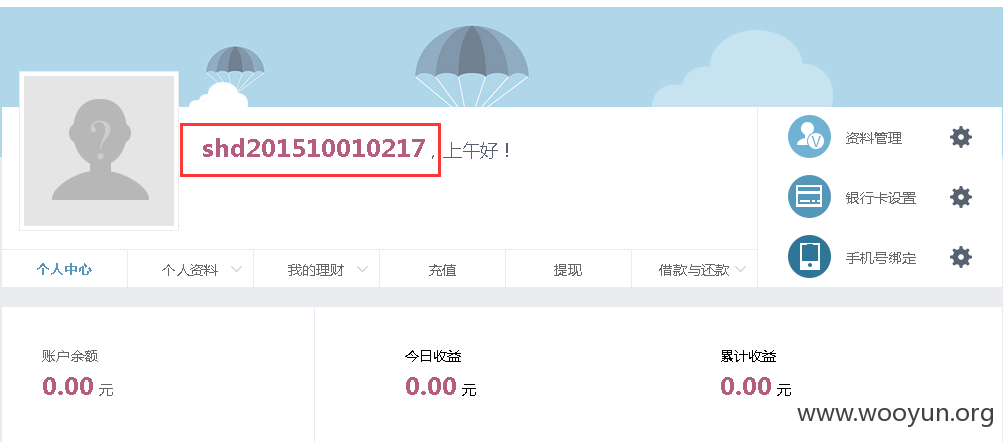 shd201510010217，上午好！
资料管理
银行卡设置
手机号绑定
个人中心 个人资料 我的理财 充值 提现 借款与还款
账户余额 今日收益 累计收益
0.00 元 0.00 元 0.00 元
www.wooyun.org